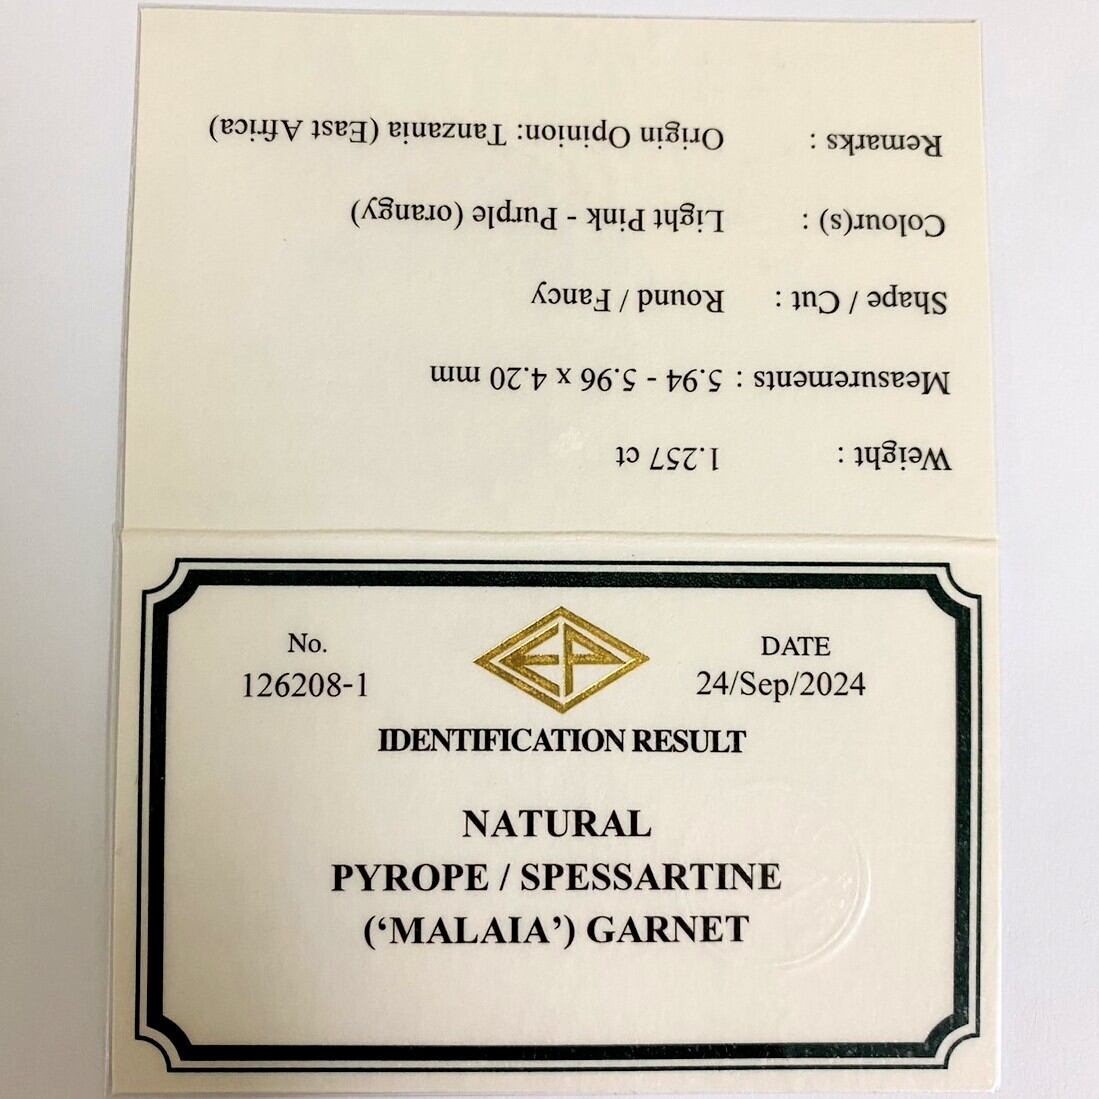 Weight : 1.257 ct
Measurements : 5.94 - 5.96 x 4.20 mm
Shape / Cut : Round / Fancy
Colour(s) : Light Pink - Purple (orangy)
Remarks : Origin Opinion: Tanzania (East Africa)
No.
126208-1
EP
DATE
24/Sep/2024
IDENTIFICATION RESULT
NATURAL
PYROPE / SPESSARTINE
(‘MALAIA’) GARNET